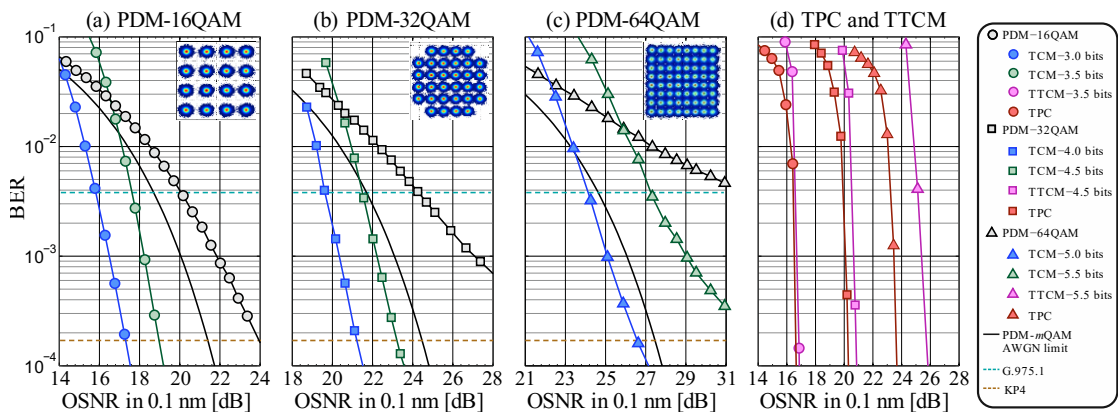 (a) PDM-16QAM
(b) PDM-32QAM
(c) PDM-64QAM
(d) TPC and TTCM
BER
10⁻¹
10⁻²
10⁻³
10⁻⁴
14 16 18 20 22 24 26 28
OSNR in 0.1 nm [dB]
18 20 22 24 26 28
OSNR in 0.1 nm [dB]
21 23 25 27 29 31
OSNR in 0.1 nm [dB]
14 16 18 20 22 24 26 28
OSNR in 0.1 nm [dB]
PDM−16QAM
TCM−3.0 bits
TCM−3.5 bits
TTCM−3.5 bits
TPC
PDM−32QAM
TCM−4.0 bits
TCM−4.5 bits
TTCM−4.5 bits
TPC
PDM−64QAM
TCM−5.0 bits
TCM−5.5 bits
TTCM−5.5 bits
TPC
PDM-mQAM
AWGN limit
G.975.1
KP4